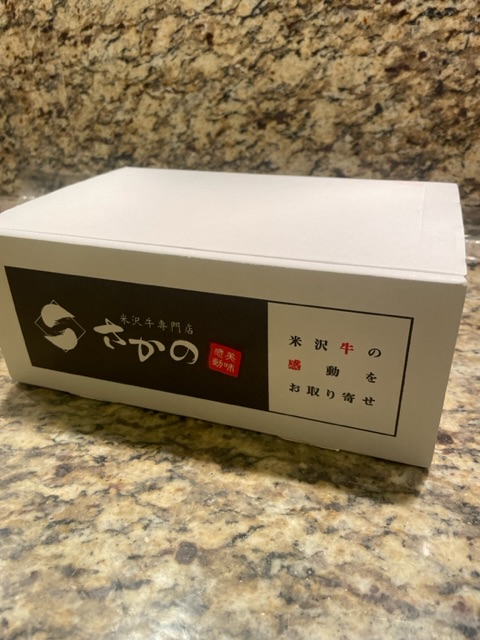 米沢牛専門店
さかの
美味
感動
米沢牛の
感動を
お取り寄せ